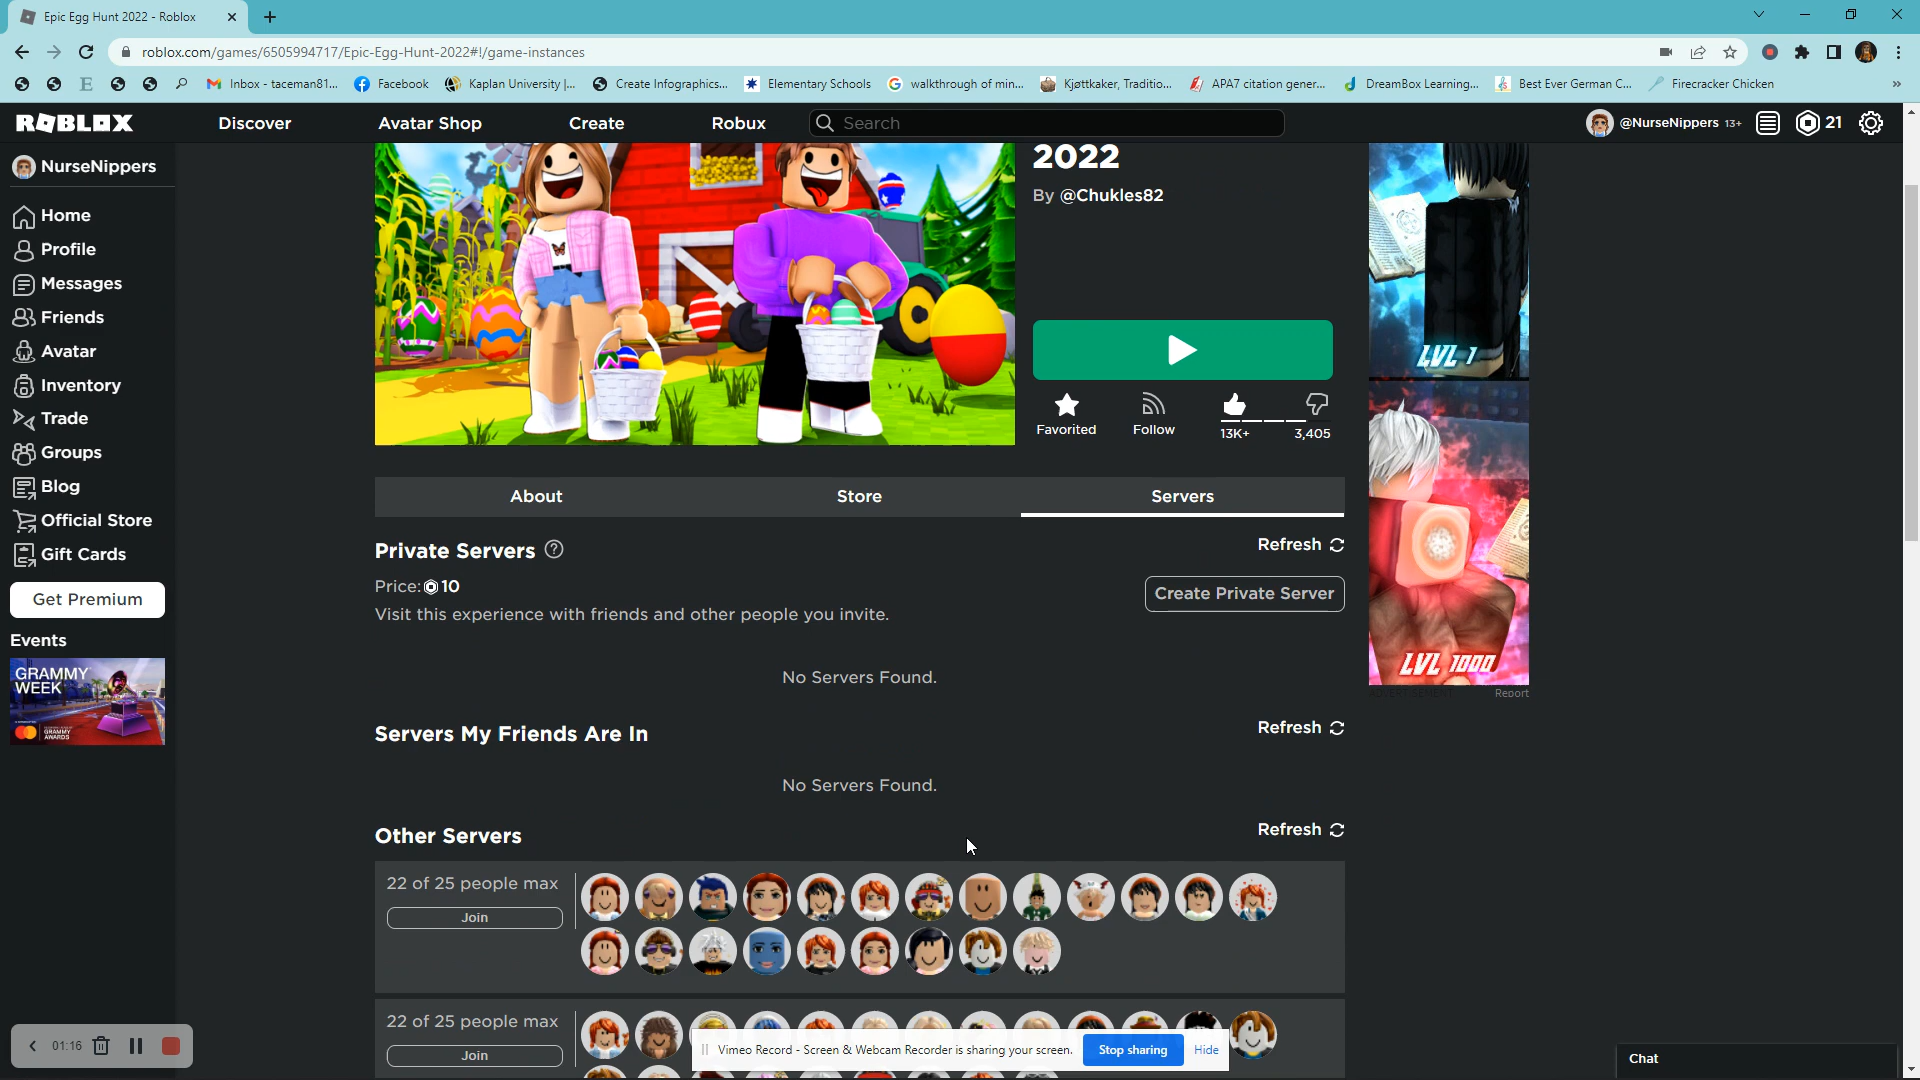 Epic Egg Hunt 2022 - Roblox
roblox.com/games/6505994717/Epic-Egg-Hunt-2022#!/game-instances
Inbox - taceman81...
Facebook
Kaplan University |...
Create Infographics...
Elementary Schools
walkthrough of min...
Kjøttkaker, Traditio...
APA7 citation gener...
DreamBox Learning,...
Best Ever German C...
Firecracker Chicken
ROBLOX
Discover
Avatar Shop
Create
Robux
Search
@NurseNippers 13+
21
NurseNippers
Home
Profile
Messages
Friends
Avatar
Inventory
Trade
Groups
Blog
Official Store
Gift Cards
Get Premium
Events
GRAMMY
WEEK
GRAMMY
AWARDS
2022
By @Chukles82
Favorited
Follow
13K+
3,405
LVL 1
LVL 1000
ADVERTISEMENT
Report
About
Store
Servers
Private Servers
Refresh
Price: 10
Create Private Server
Visit this experience with friends and other people you invite.
No Servers Found.
Servers My Friends Are In
Refresh
No Servers Found.
Other Servers
Refresh
22 of 25 people max
Join
22 of 25 people max
Join
01:16
Vimeo Record - Screen & Webcam Recorder is sharing your screen.
Stop sharing
Hide
Chat